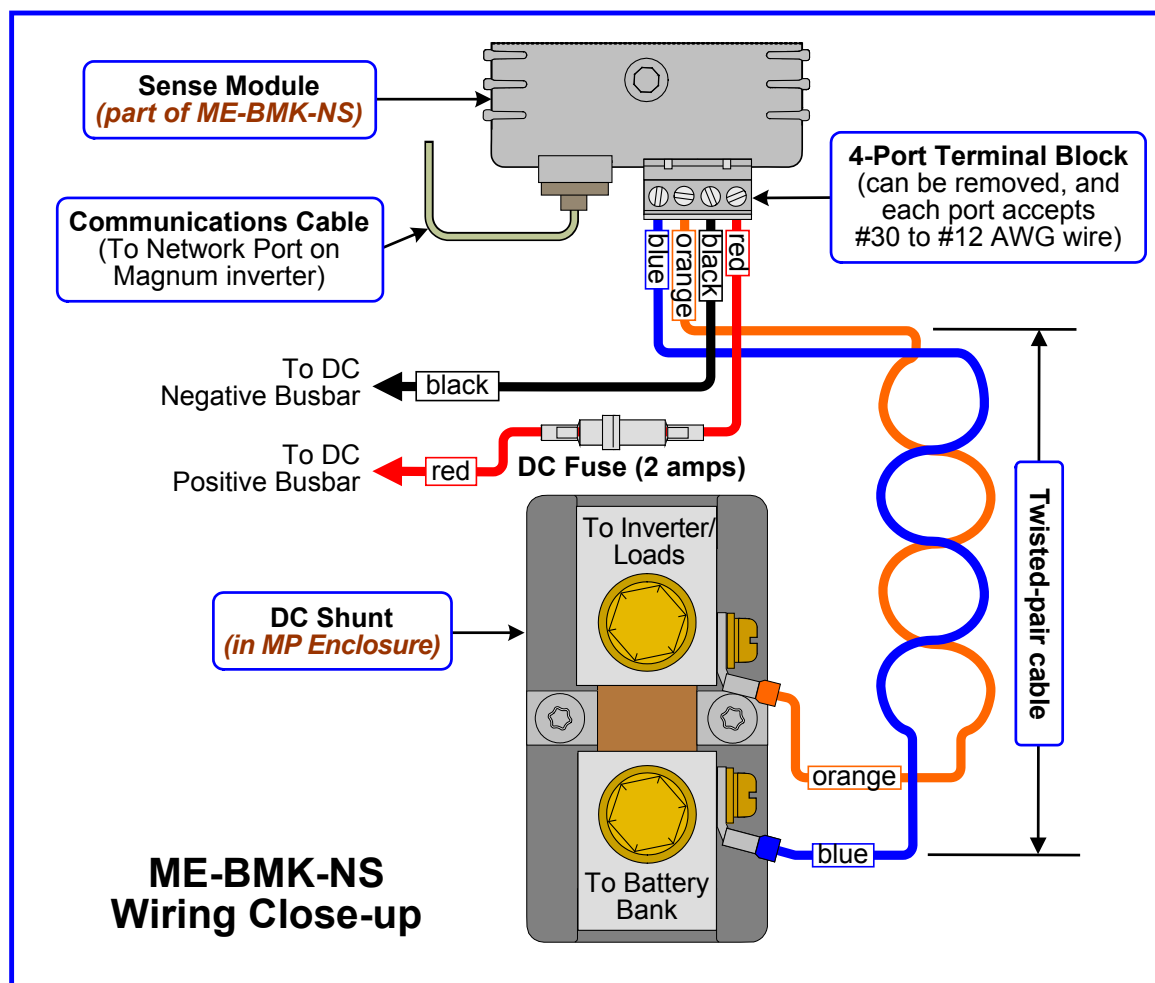 Sense Module
(part of ME-BMK-NS)
4-Port Terminal Block
(can be removed, and
each port accepts
#30 to #12 AWG wire)
Communications Cable
(To Network Port on
Magnum inverter)
blue
orange
black
red
To DC
Negative Busbar
black
To DC
Positive Busbar
red
DC Fuse (2 amps)
Twisted-pair cable
To Inverter/
Loads
DC Shunt
(in MP Enclosure)
orange
blue
To Battery
Bank
ME-BMK-NS
Wiring Close-up